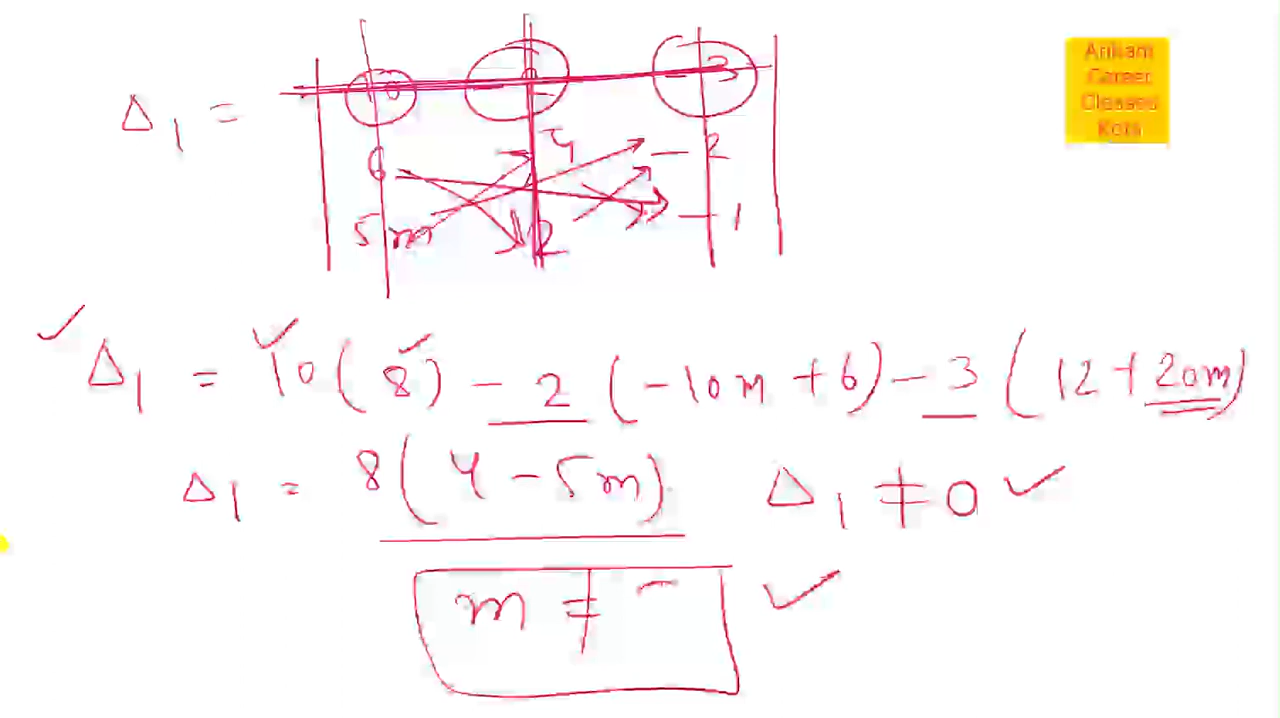 Δ₁ = | 10 2 -3 |
| 6 -4 -2 |
| 5m 2 -1 |
Δ₁ = 10 ( 8 ) - 2 ( -10m + 6 ) - 3 ( 12 + 20m )
Δ₁ = 8 ( 4 - 5m ) Δ₁ ≠ 0
m ≠
Career
Classes
Kota